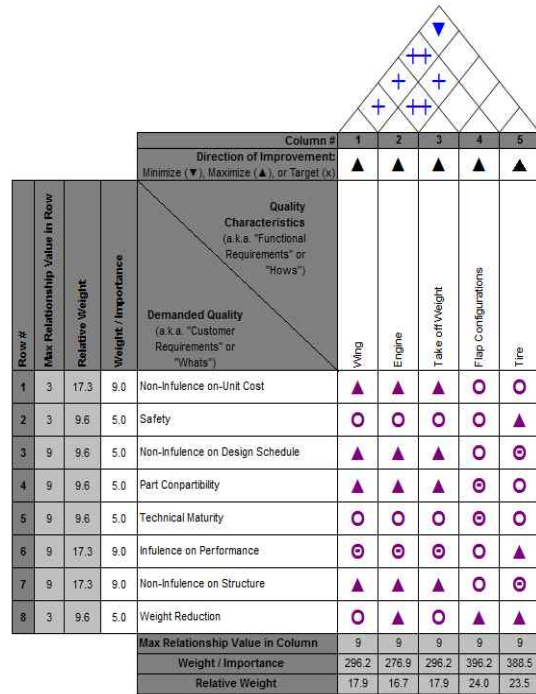 Column # 1 2 3 4 5
Direction of Improvement:
Minimize (▼), Maximize (▲), or Target (x) ▲ ▲ ▲ ▲ ▲
Row #
Max Relationship Value in Row
Relative Weight
Weight / Importance
Quality
Characteristics
(a.k.a. "Functional
Requirements" or
"Hows")
Demanded Quality
(a.k.a. "Customer
Requirements" or
"Whats")
Wing
Engine
Take off Weight
Flap Configurations
Tire
1 3 17.3 9.0 Non-Infulence on-Unit Cost
2 3 9.6 5.0 Safety
3 9 9.6 5.0 Non-Infulence on Design Schedule
4 9 9.6 5.0 Part Conpartibility
5 9 9.6 5.0 Technical Maturity
6 9 17.3 9.0 Infulence on Performance
7 9 17.3 9.0 Non-Infulence on Structure
8 3 9.6 5.0 Weight Reduction
Max Relationship Value in Column 9 9 9 9 9
Weight / Importance 296.2 276.9 296.2 396.2 388.5
Relative Weight 17.9 16.7 17.9 24.0 23.5